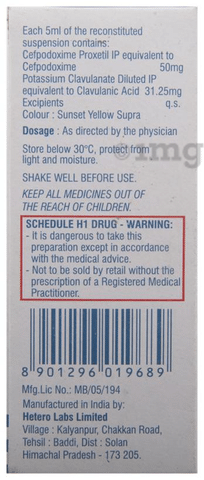 Each 5ml of the reconstituted
suspension contains:
Cefpodoxime Proxetil IP equivalent to
Cefpodoxime 50mg
Potassium Clavulanate Diluted IP
equivalent to Clavulanic Acid 31.25mg
Excipients q.s.
Colour : Sunset Yellow Supra
Dosage : As directed by the physician
Store below 30°C, protect from
light and moisture.
SHAKE WELL BEFORE USE.
KEEP ALL MEDICINES OUT OF
THE REACH OF CHILDREN.
SCHEDULE H1 DRUG - WARNING:
- It is dangerous to take this
preparation except in accordance
with the medical advice.
- Not to be sold by retail without the
prescription of a Registered Medical
Practitioner.
8 901296 019689
Mfg.Lic No.: MB/05/194
Manufactured in India by:
Hetero Labs Limited
Village : Kalyanpur, Chakkan Road,
Tehsil : Baddi, Dist : Solan
Himachal Pradesh - 173 205.
1mg